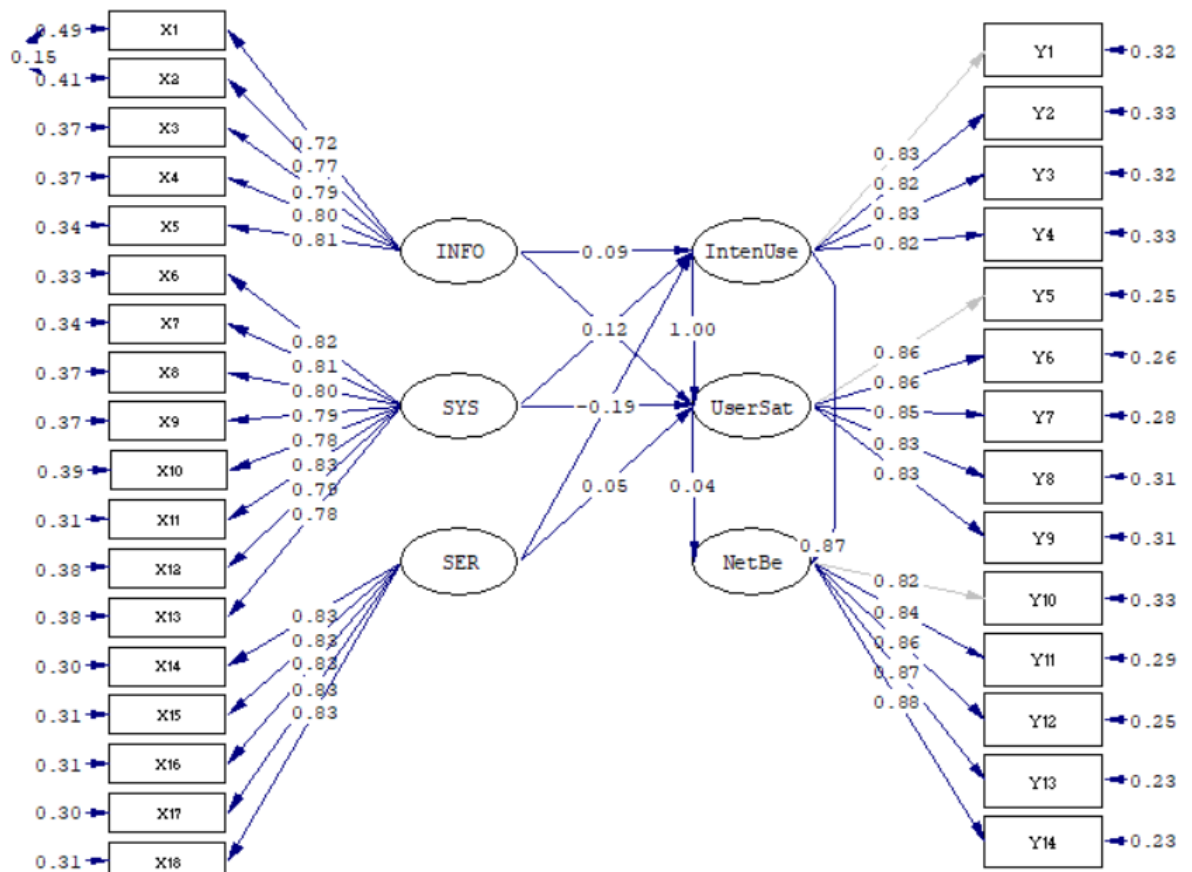 0.49 X1
0.15
0.41 X2
0.37 X3
0.37 X4
0.34 X5
0.33 X6
0.34 X7
0.37 X8
0.37 X9
0.39 X10
0.31 X11
0.38 X12
0.38 X13
0.30 X14
0.31 X15
0.31 X16
0.30 X17
0.31 X18
0.72
0.77
0.79
0.80
0.81
0.82
0.81
0.80
0.79
0.78
0.83
0.79
0.78
0.83
0.83
0.83
0.83
0.83
INFO
SYS
SER
0.09
0.12
-0.19
0.05
1.00
0.04
0.87
IntenUse
UserSat
NetBe
0.83
0.82
0.83
0.82
0.86
0.86
0.85
0.83
0.83
0.82
0.84
0.86
0.87
0.88
Y1 0.32
Y2 0.33
Y3 0.32
Y4 0.33
Y5 0.25
Y6 0.26
Y7 0.28
Y8 0.31
Y9 0.31
Y10 0.33
Y11 0.29
Y12 0.25
Y13 0.23
Y14 0.23